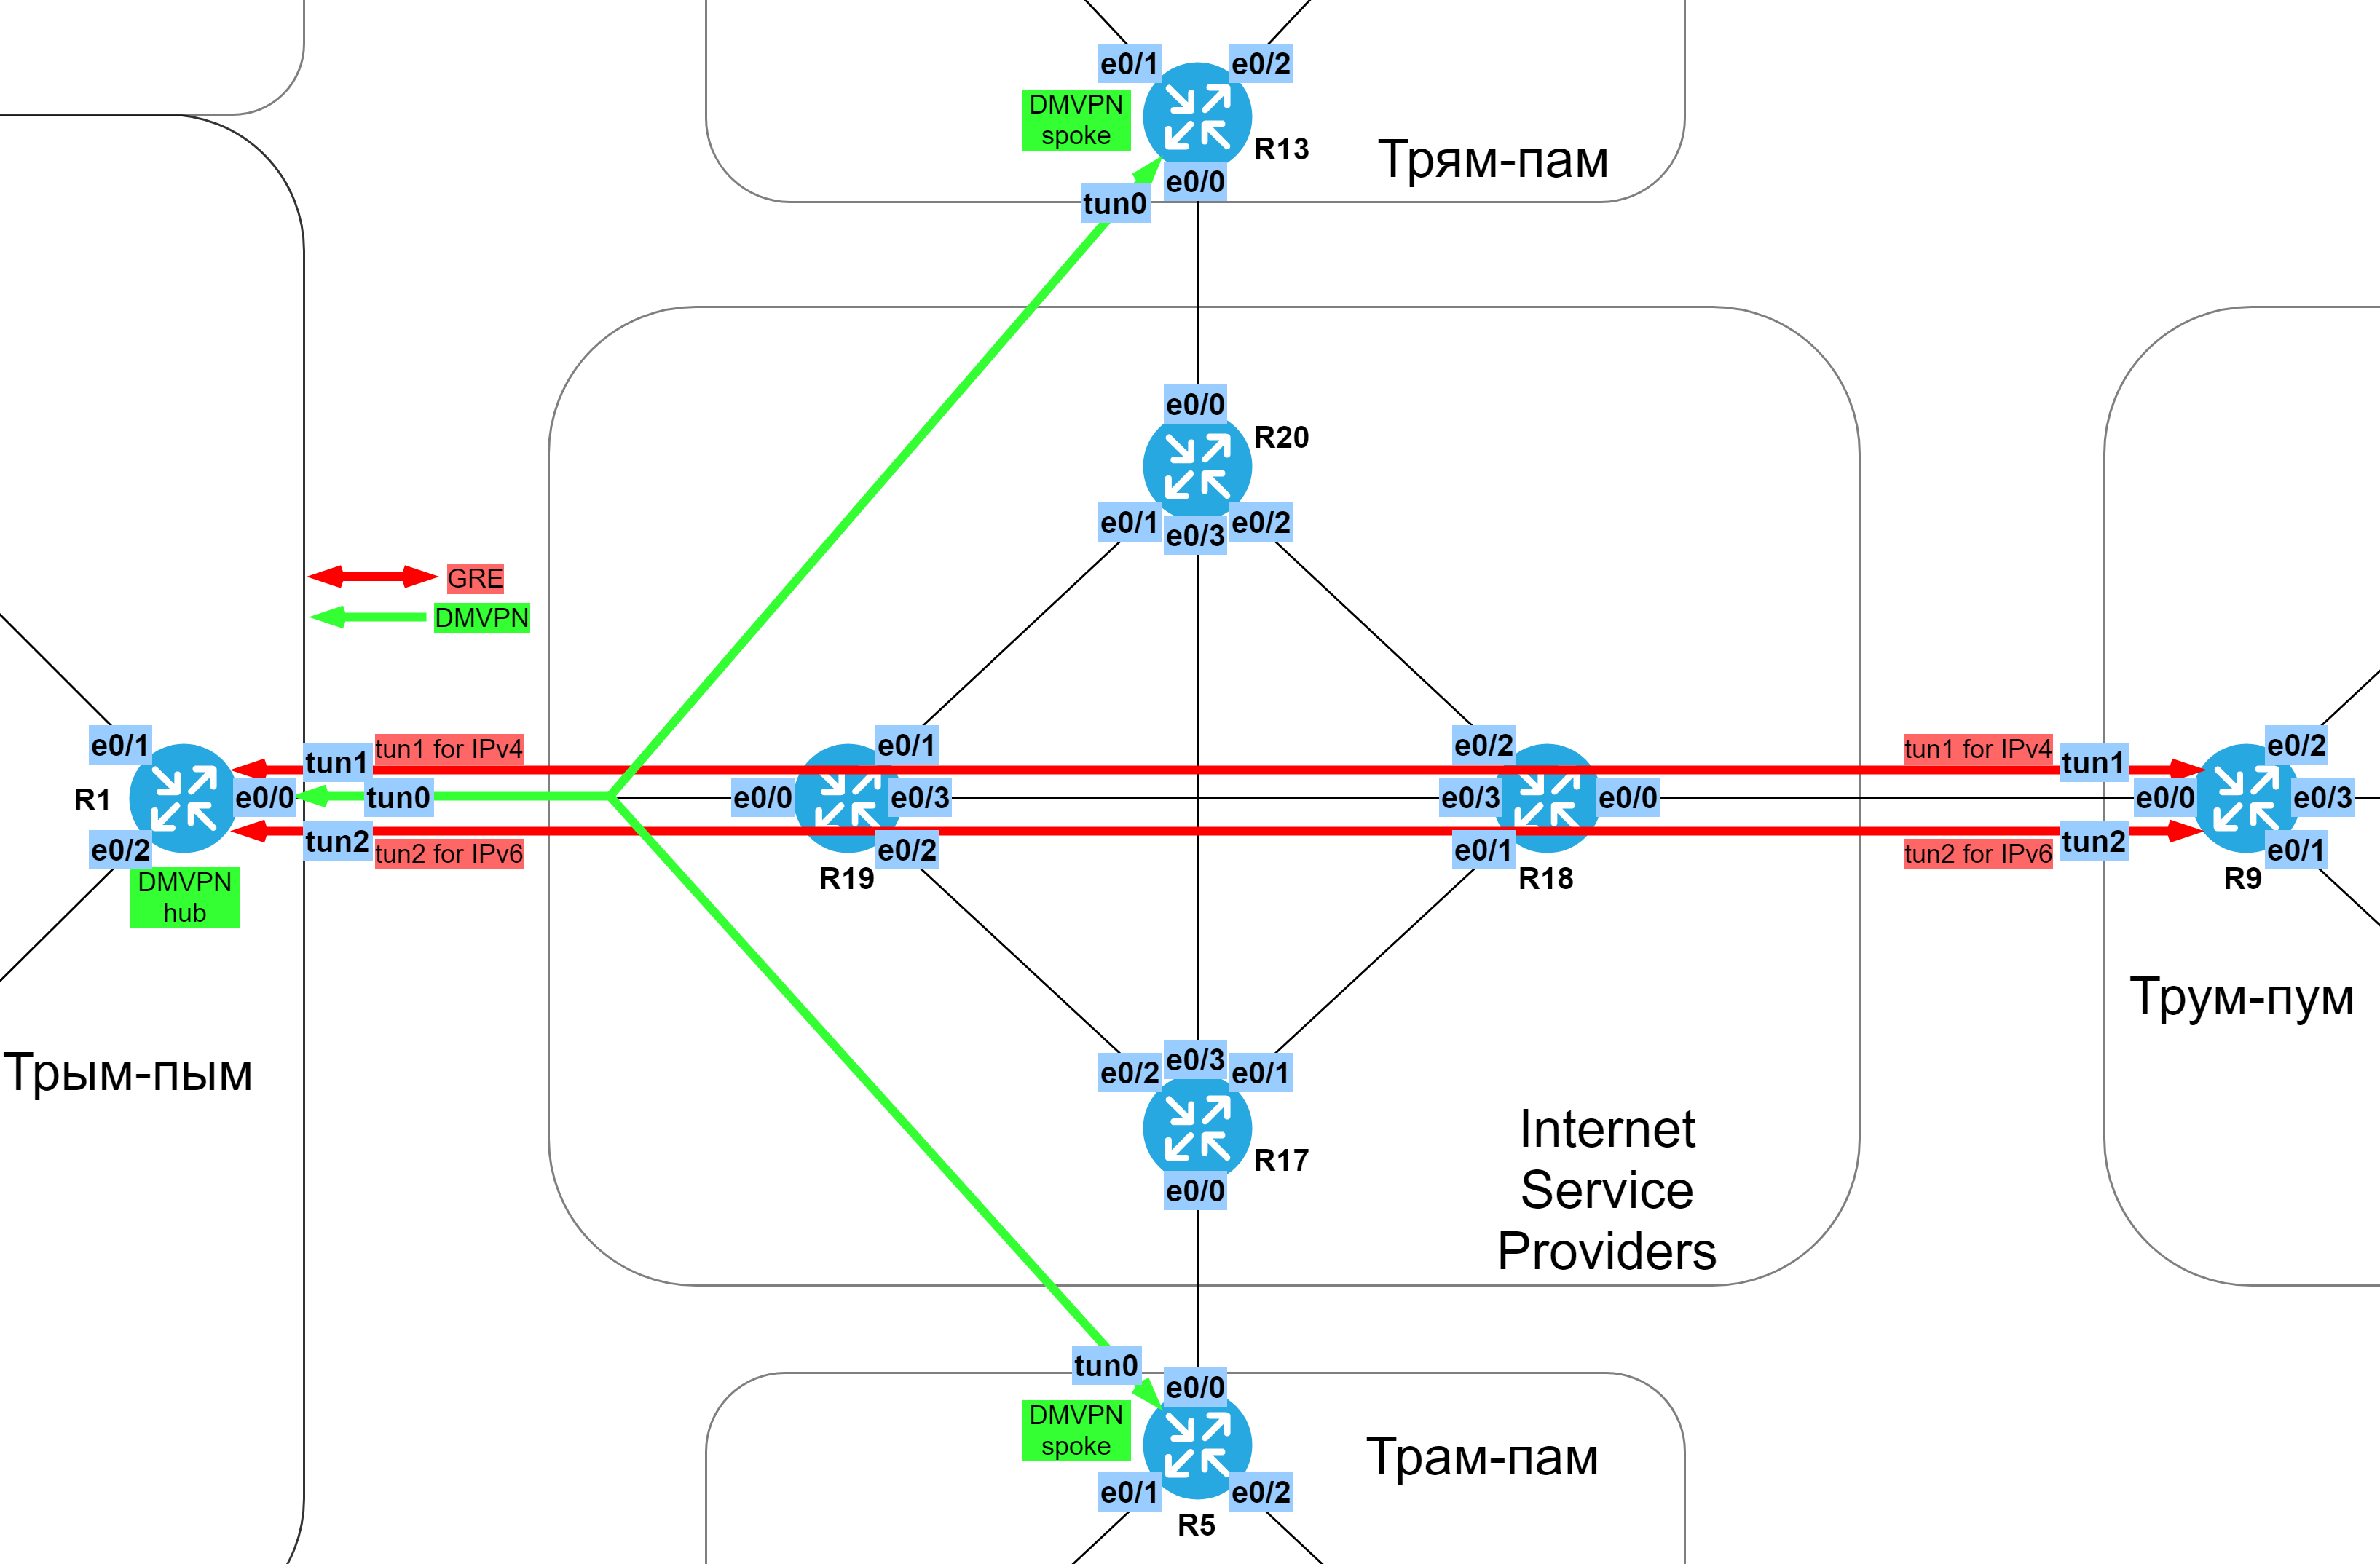 e0/1
e0/2
DMVPN
spoke
R13
Трям-пам
e0/0
tun0
e0/0
R20
e0/1
e0/3
e0/2
GRE
DMVPN
e0/1
tun1
tun1 for IPv4
e0/1
e0/2
tun1 for IPv4
tun1
e0/2
R1
e0/0
tun0
e0/0
e0/3
e0/3
e0/0
e0/0
e0/3
e0/2
tun2
tun2 for IPv6
e0/2
e0/1
tun2 for IPv6
tun2
e0/1
DMVPN
hub
R19
R18
R9
Трум-пум
Трым-пым
e0/2
e0/3
e0/1
R17
e0/0
Internet
Service
Providers
tun0
e0/0
DMVPN
spoke
Трам-пам
e0/1
e0/2
R5